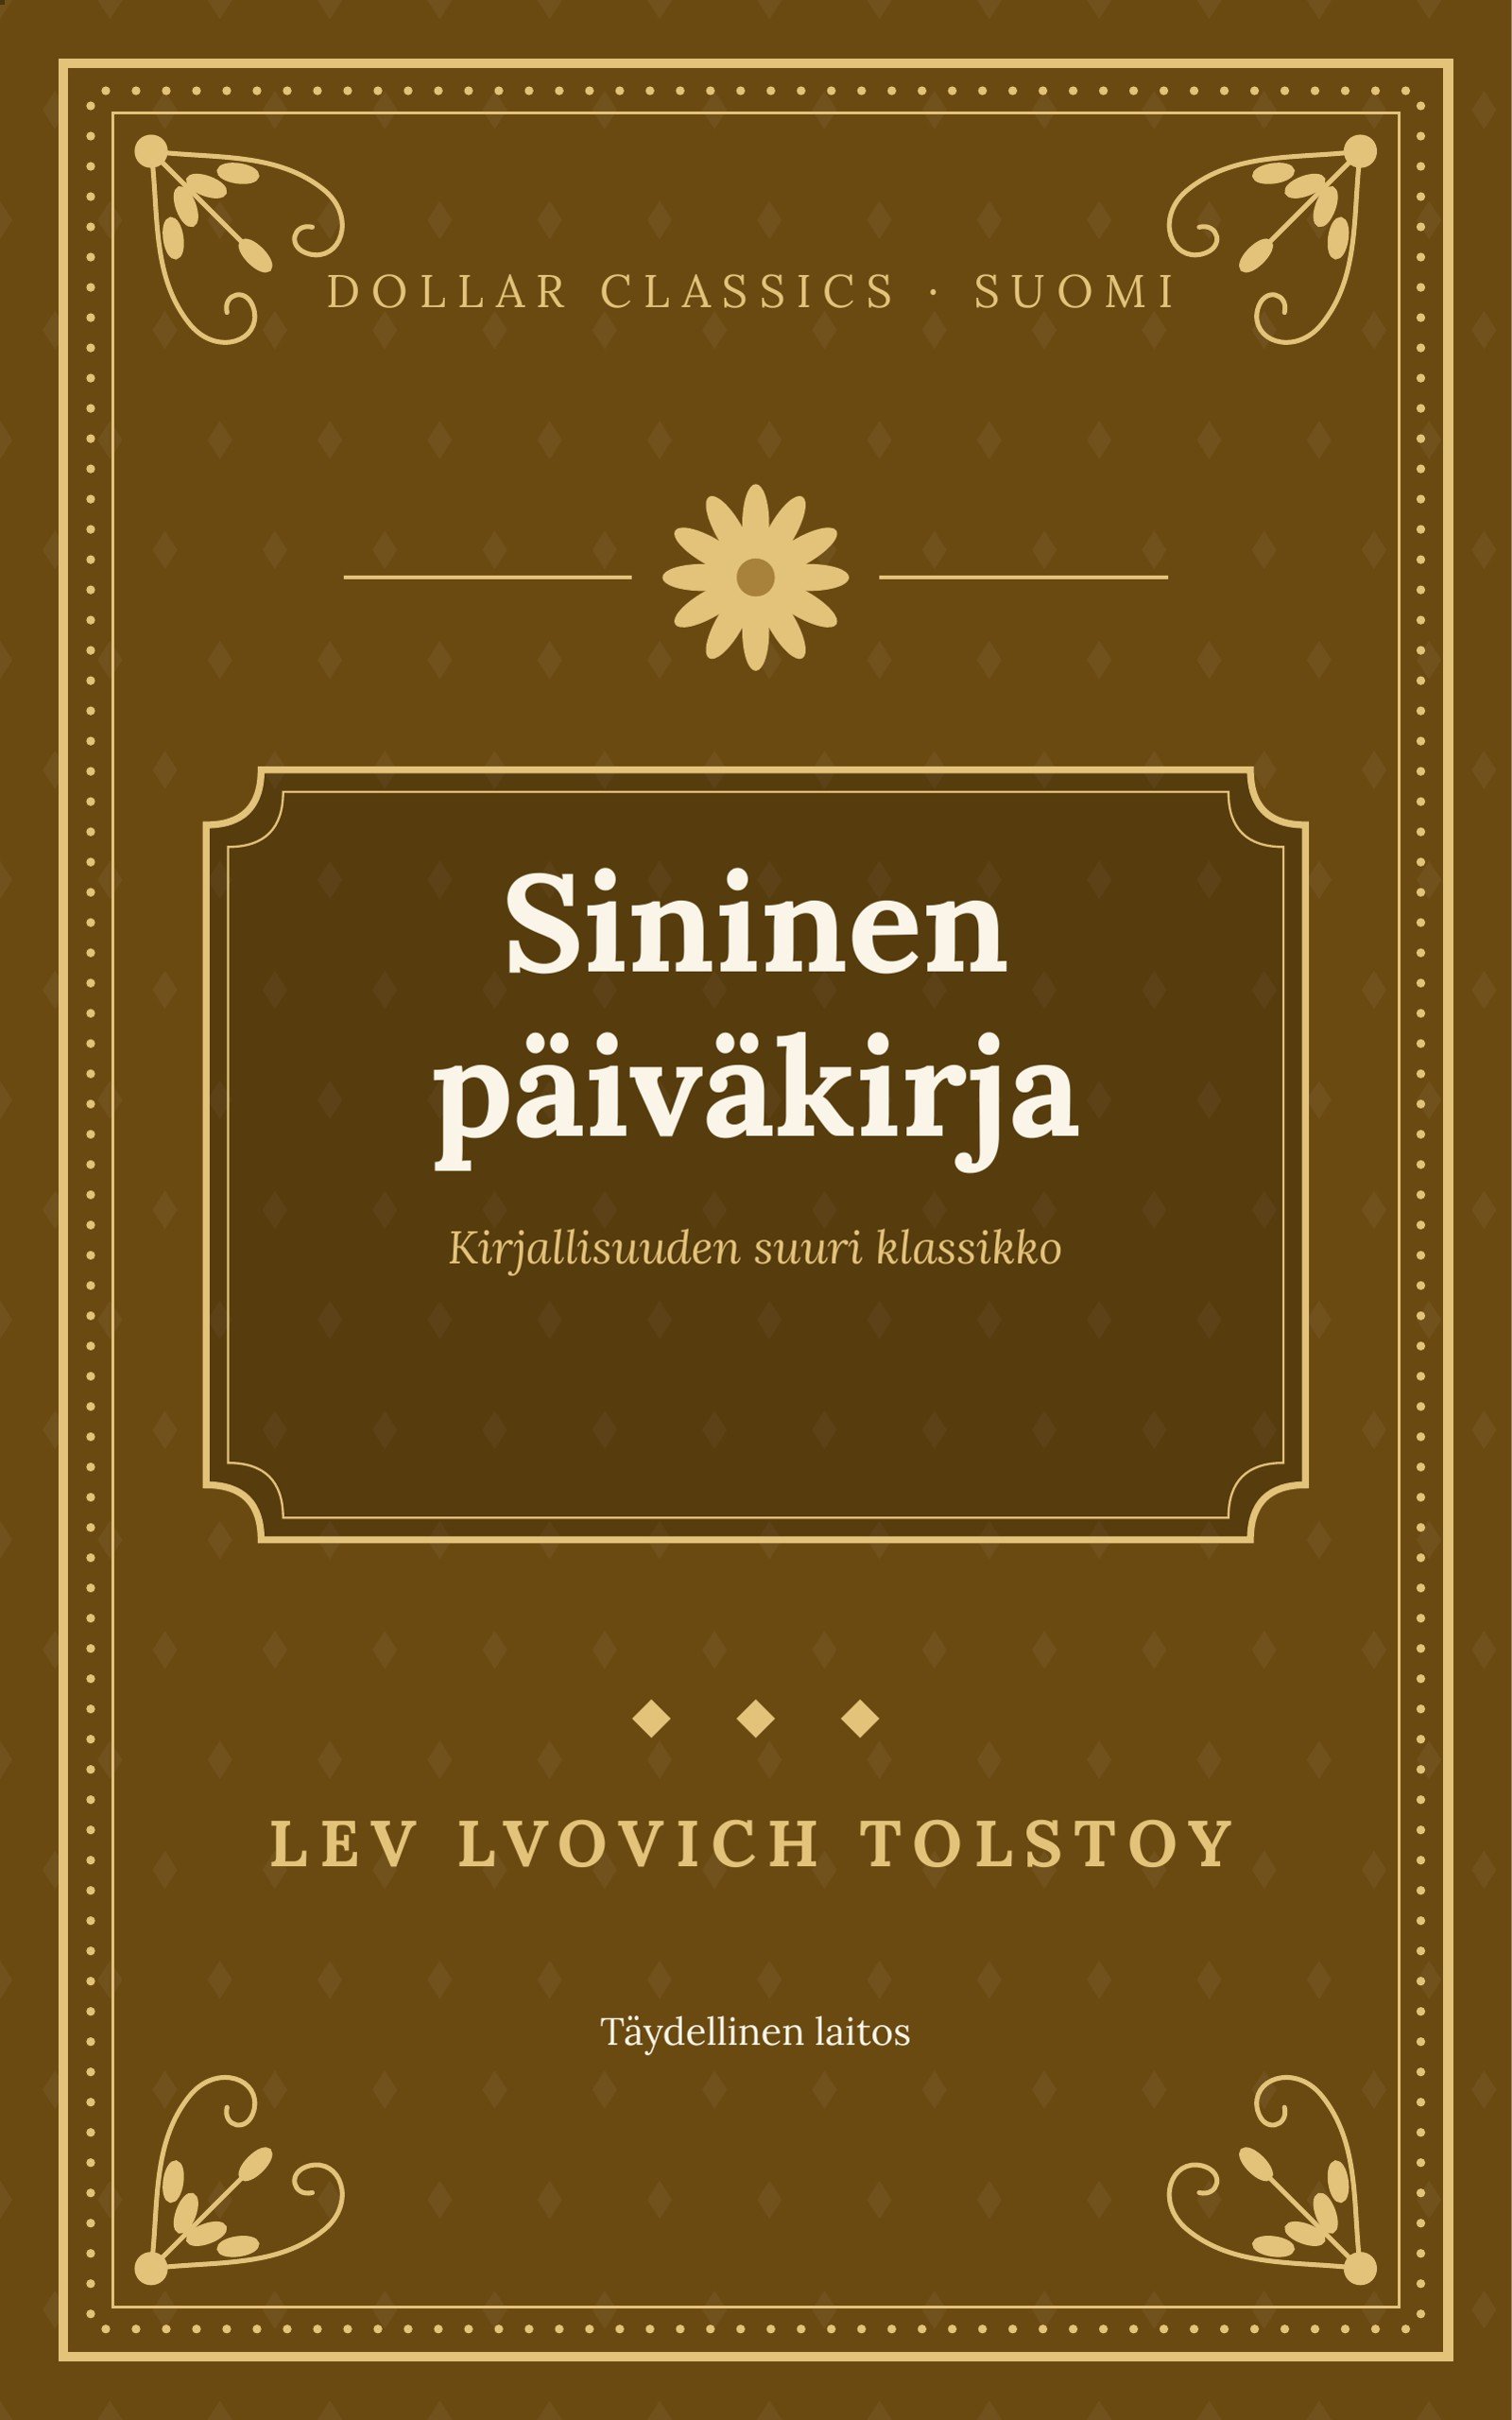 DOLLAR CLASSICS · SUOMI
Sininen
päiväkirja
Kirjallisuuden suuri klassikko
LEV LVOVICH TOLSTOY
Täydellinen laitos